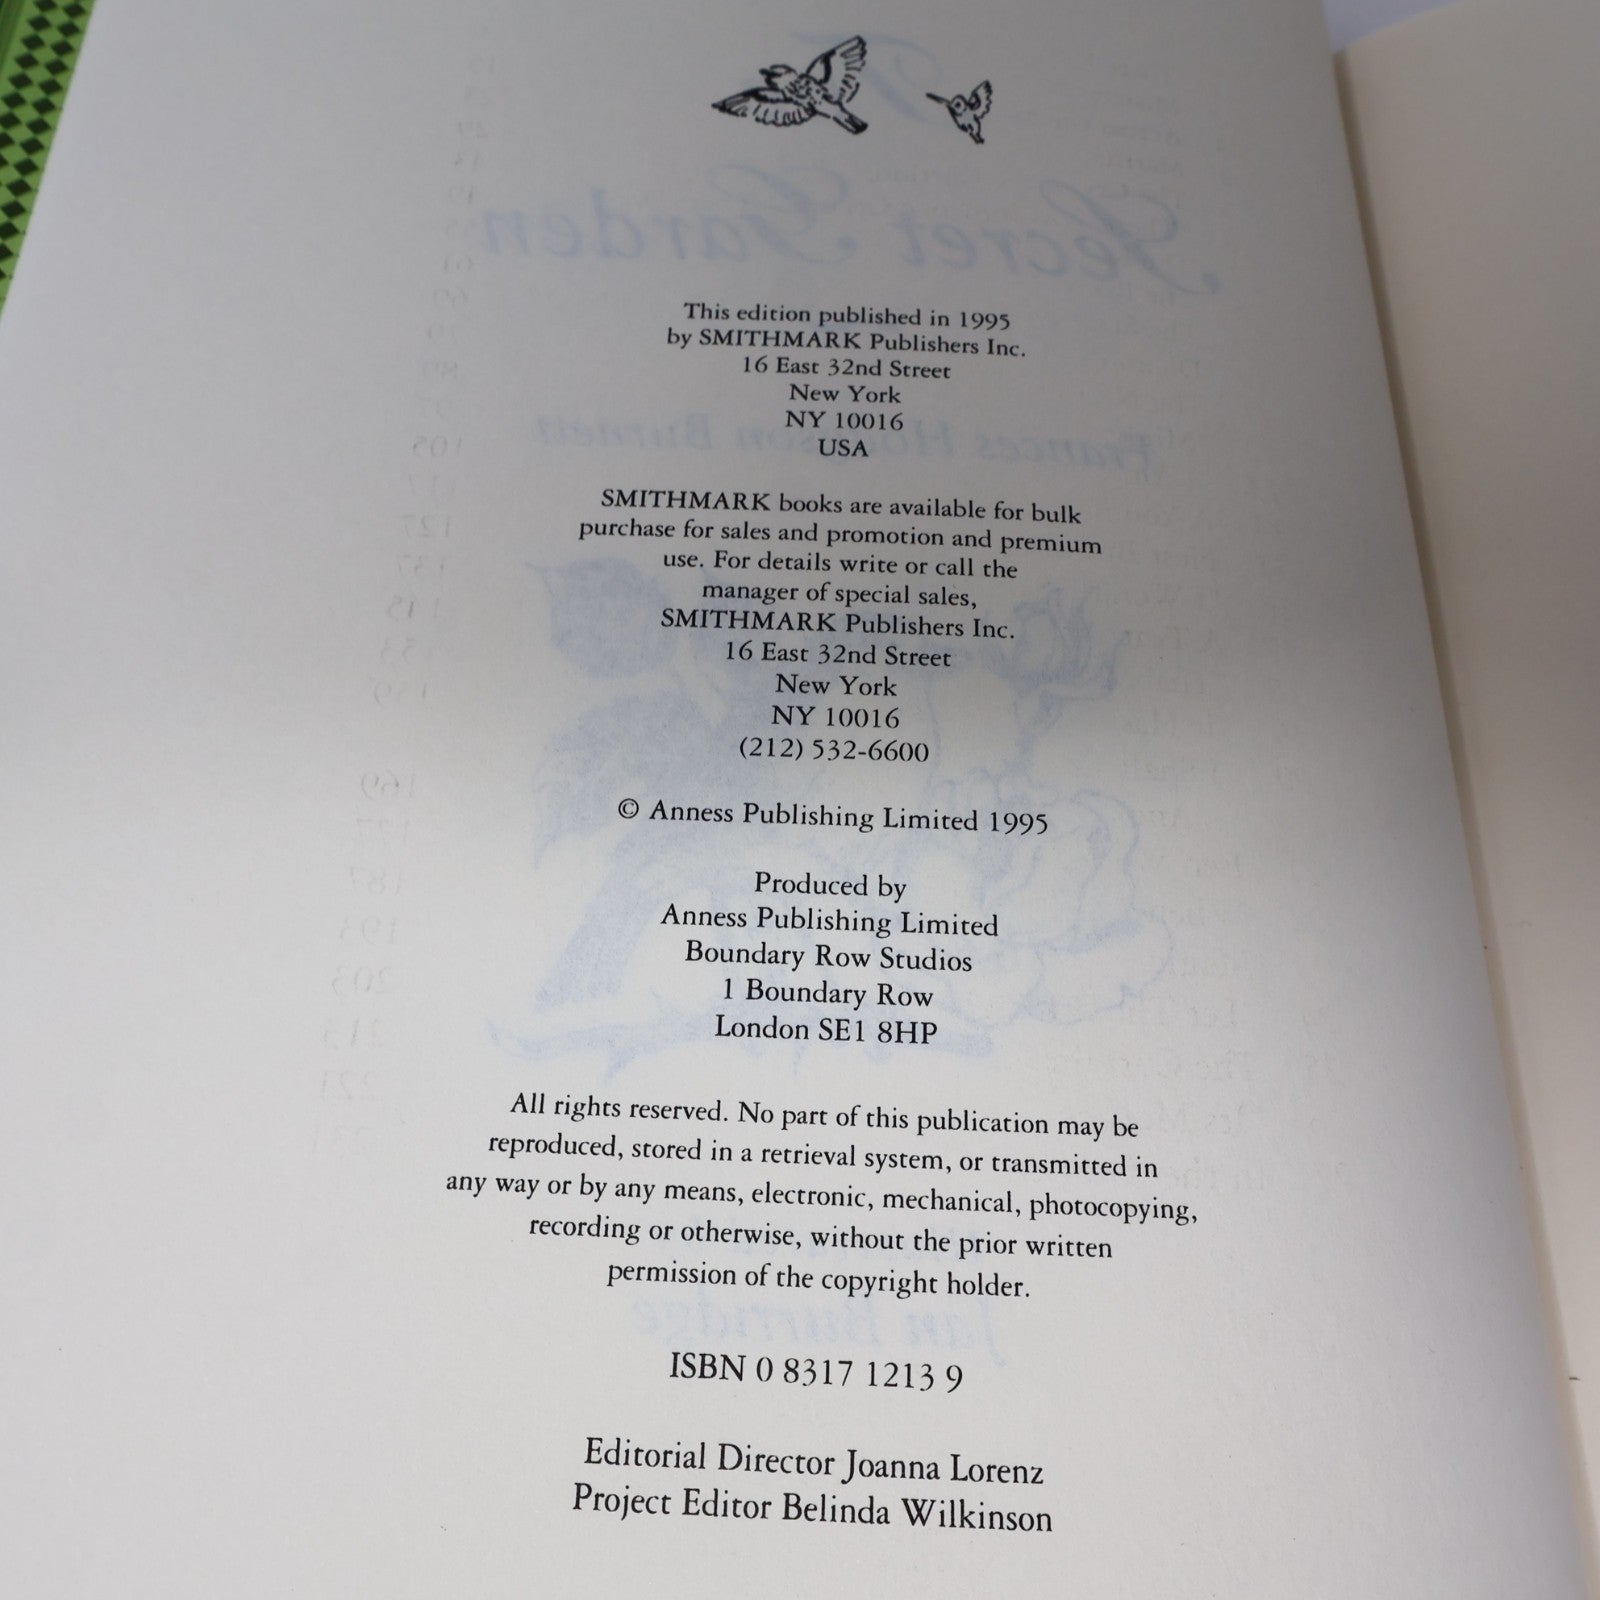 This edition published in 1995
by SMITHMARK Publishers Inc.
16 East 32nd Street
New York
NY 10016
USA
SMITHMARK books are available for bulk
purchase for sales and promotion and premium
use. For details write or call the
manager of special sales,
SMITHMARK Publishers Inc.
16 East 32nd Street
New York
NY 10016
(212) 532-6600
© Anness Publishing Limited 1995
Produced by
Anness Publishing Limited
Boundary Row Studios
1 Boundary Row
London SE1 8HP
All rights reserved. No part of this publication may be
reproduced, stored in a retrieval system, or transmitted in
any way or by any means, electronic, mechanical, photocopying,
recording or otherwise, without the prior written
permission of the copyright holder.
ISBN 0 8317 1213 9
Editorial Director Joanna Lorenz
Project Editor Belinda Wilkinson